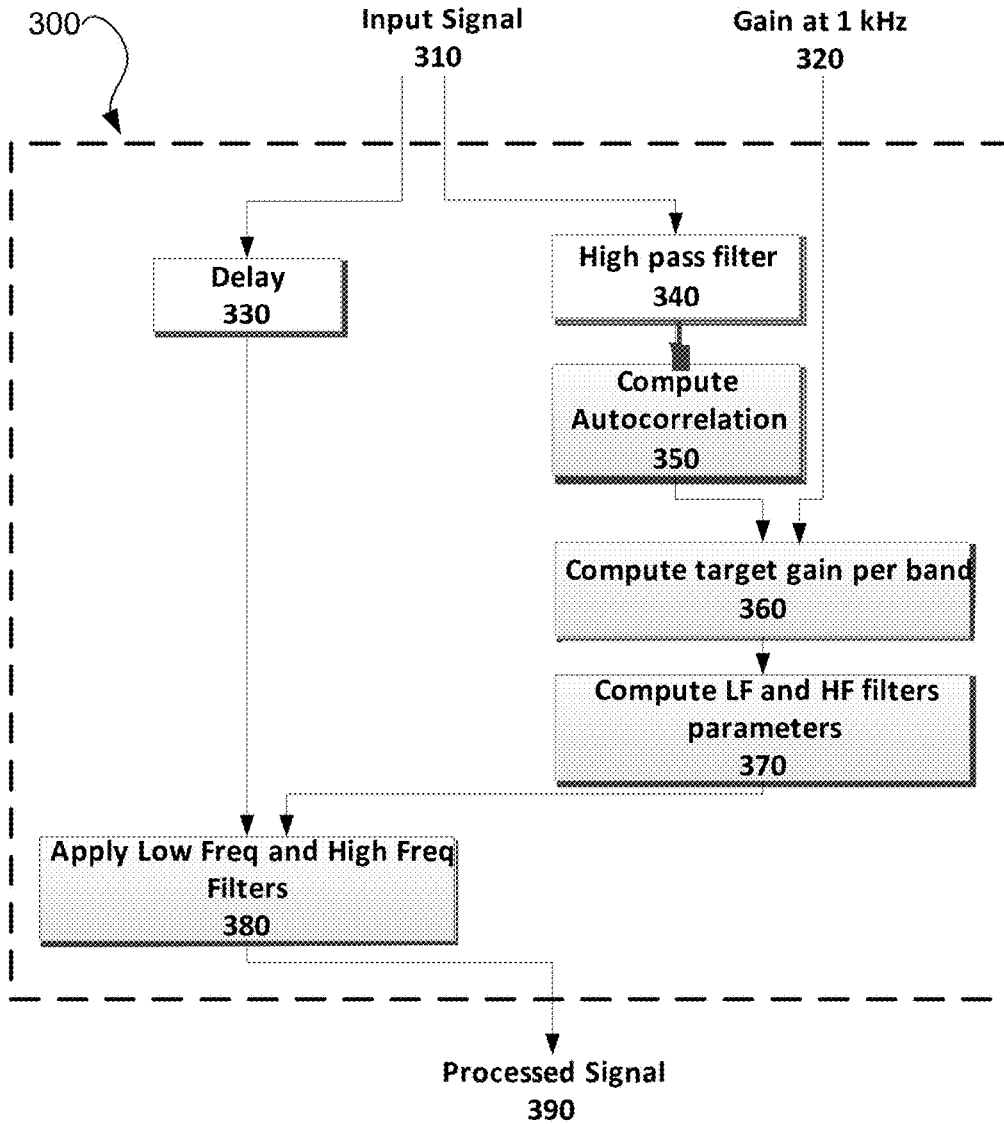 300
Input Signal
310
Gain at 1 kHz
320
Delay
330
High pass filter
340
Compute
Autocorrelation
350
Compute target gain per band
360
Compute LF and HF filters
parameters
370
Apply Low Freq and High Freq
Filters
380
Processed Signal
390